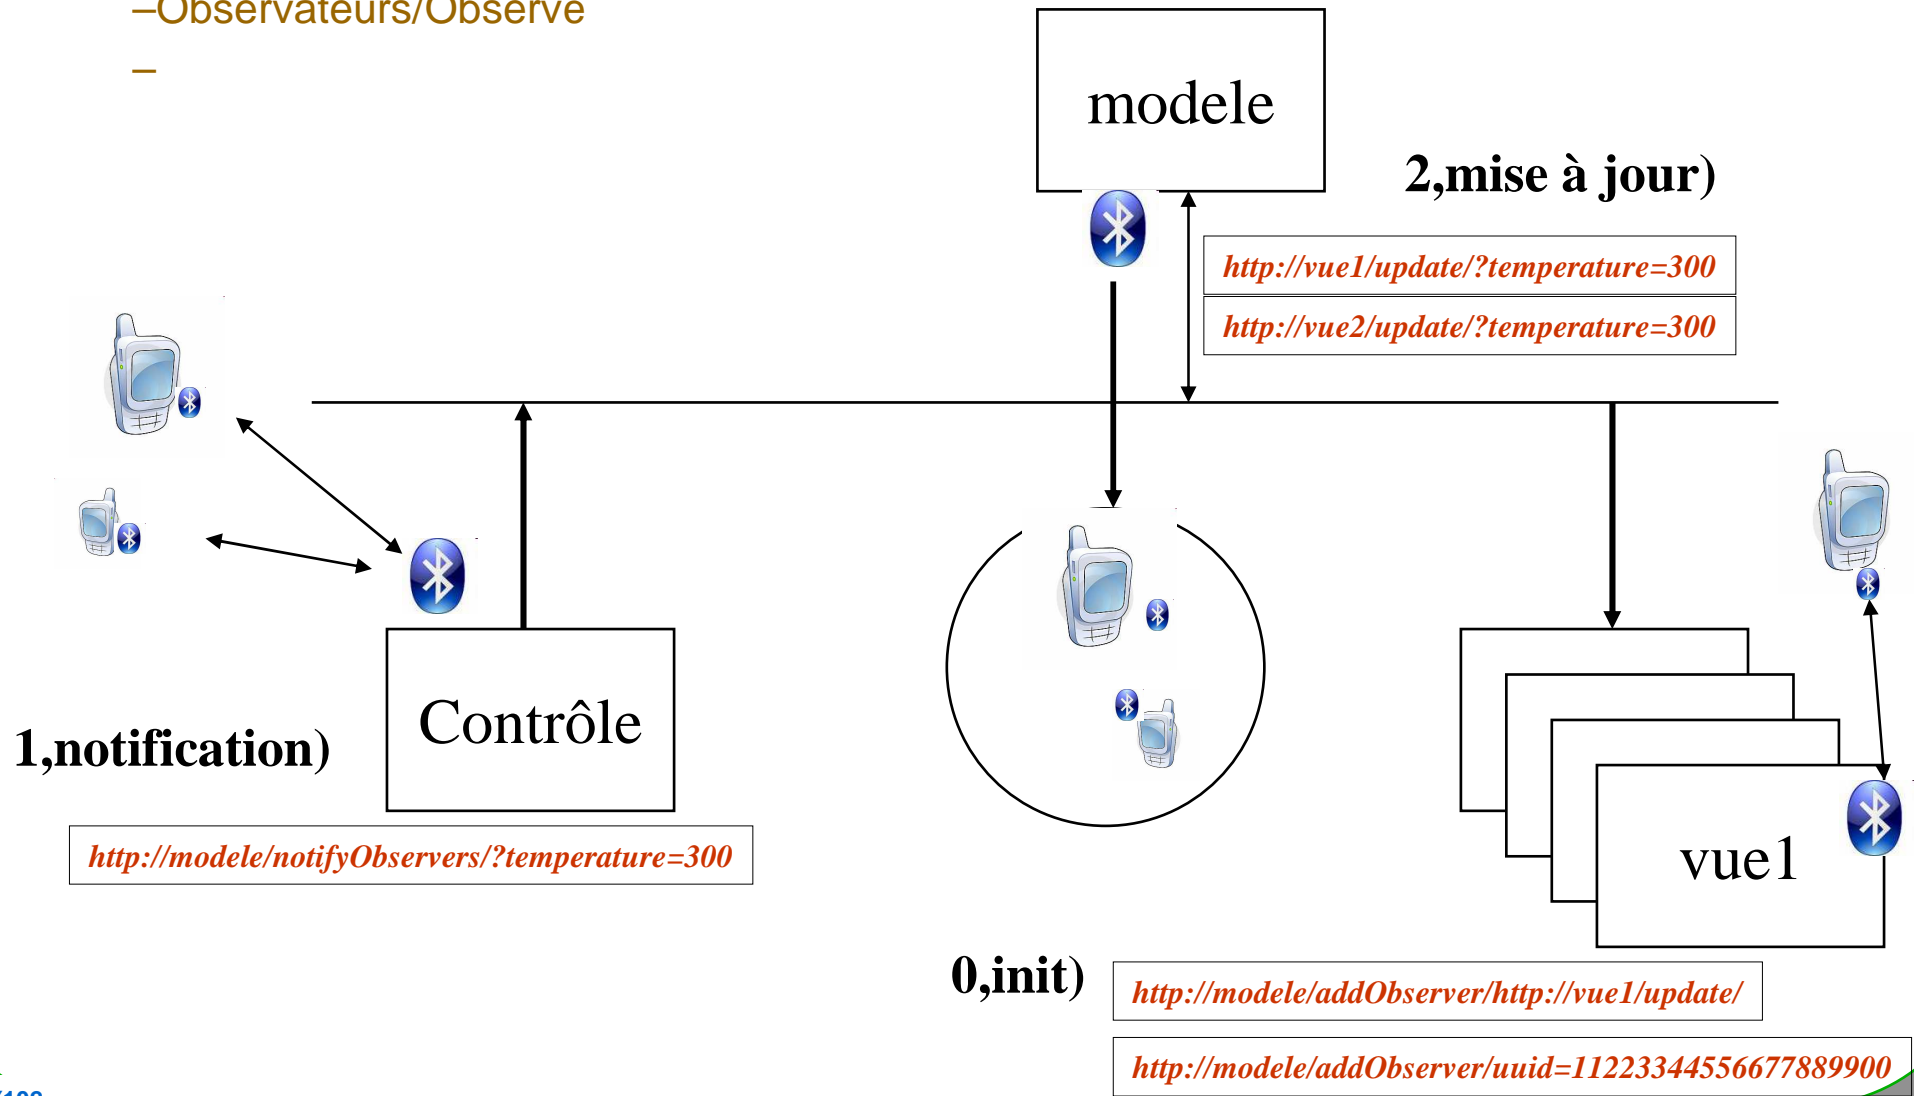 –Observateurs/Observé
–
modele
2,mise à jour)
http://vue1/update/?temperature=300
http://vue2/update/?temperature=300
Contrôle
1,notification)
http://modele/notifyObservers/?temperature=300
vue1
0,init)
http://modele/addObserver/http://vue1/update/
http://modele/addObserver/uuid=11223344556677889900